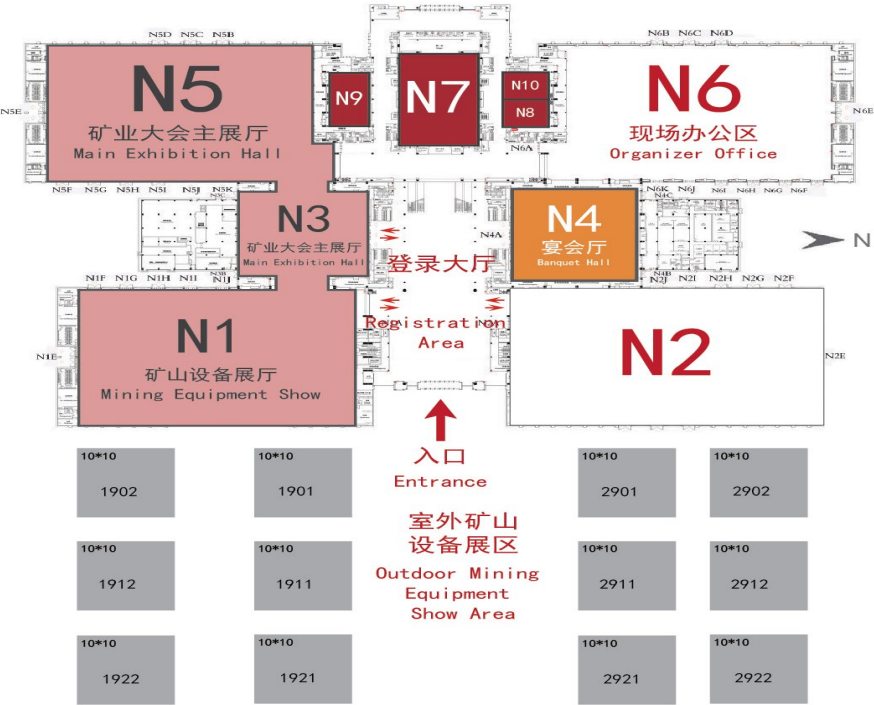 N5D N5C N5B
N6B N6C N6D
N5
矿业大会主展厅
Main Exhibition Hall
N9
N7
N10
N8
N6
现场办公区
Organizer Office
N5E
N6E
N6A
N5F N5G N5H N5I N5J N5K
N3C
N6K N6J N6I N6H N6G N6F
N4C
N3
矿业大会主展厅
Main Exhibition Hall
N4A
N4
宴会厅
Banquet Hall
N
登录大厅
Registration
Area
N1F N1G N1H N1I N1J
N3B
N4B
N2J N2I N2H N2G N2F
N1
矿山设备展厅
Mining Equipment Show
N1E
N2
N2E
入口
Entrance
室外矿山
设备展区
Outdoor Mining
Equipment
Show Area
10*10 10*10 10*10 10*10
1902 1901 2901 2902
10*10 10*10 10*10 10*10
1912 1911 2911 2912
10*10 10*10 10*10 10*10
1922 1921 2921 2922